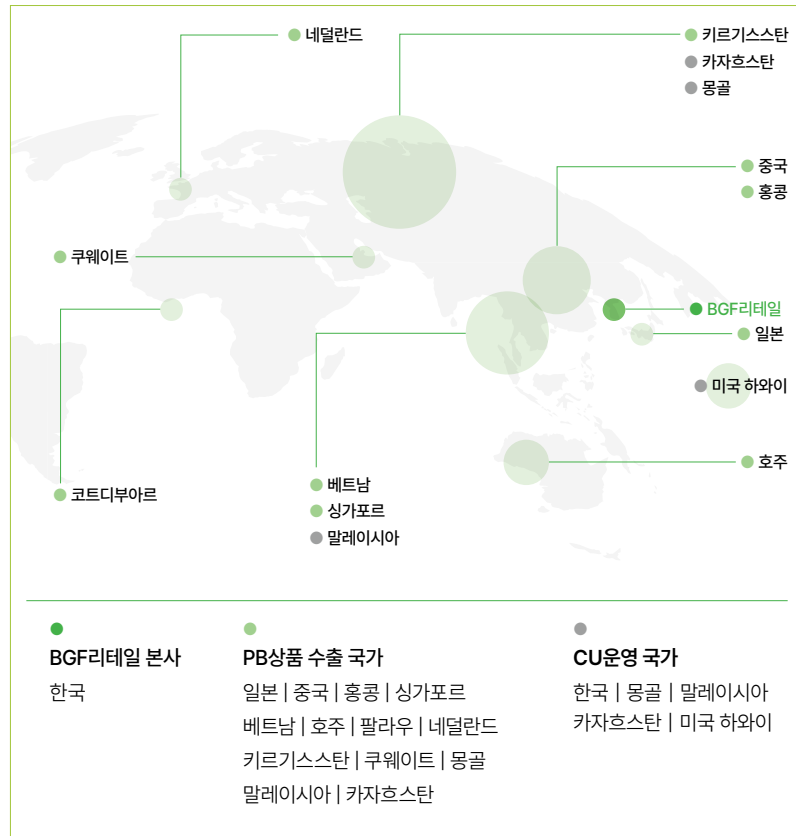 네덜란드
키르기스스탄
카자흐스탄
몽골
중국
홍콩
쿠웨이트
BGF리테일
일본
미국 하와이
호주
코트디부아르
베트남
싱가포르
말레이시아
BGF리테일 본사
한국
PB상품 수출 국가
일본 | 중국 | 홍콩 | 싱가포르
베트남 | 호주 | 팔라우 | 네덜란드
키르기스스탄 | 쿠웨이트 | 몽골
말레이시아 | 카자흐스탄
CU운영 국가
한국 | 몽골 | 말레이시아
카자흐스탄 | 미국 하와이